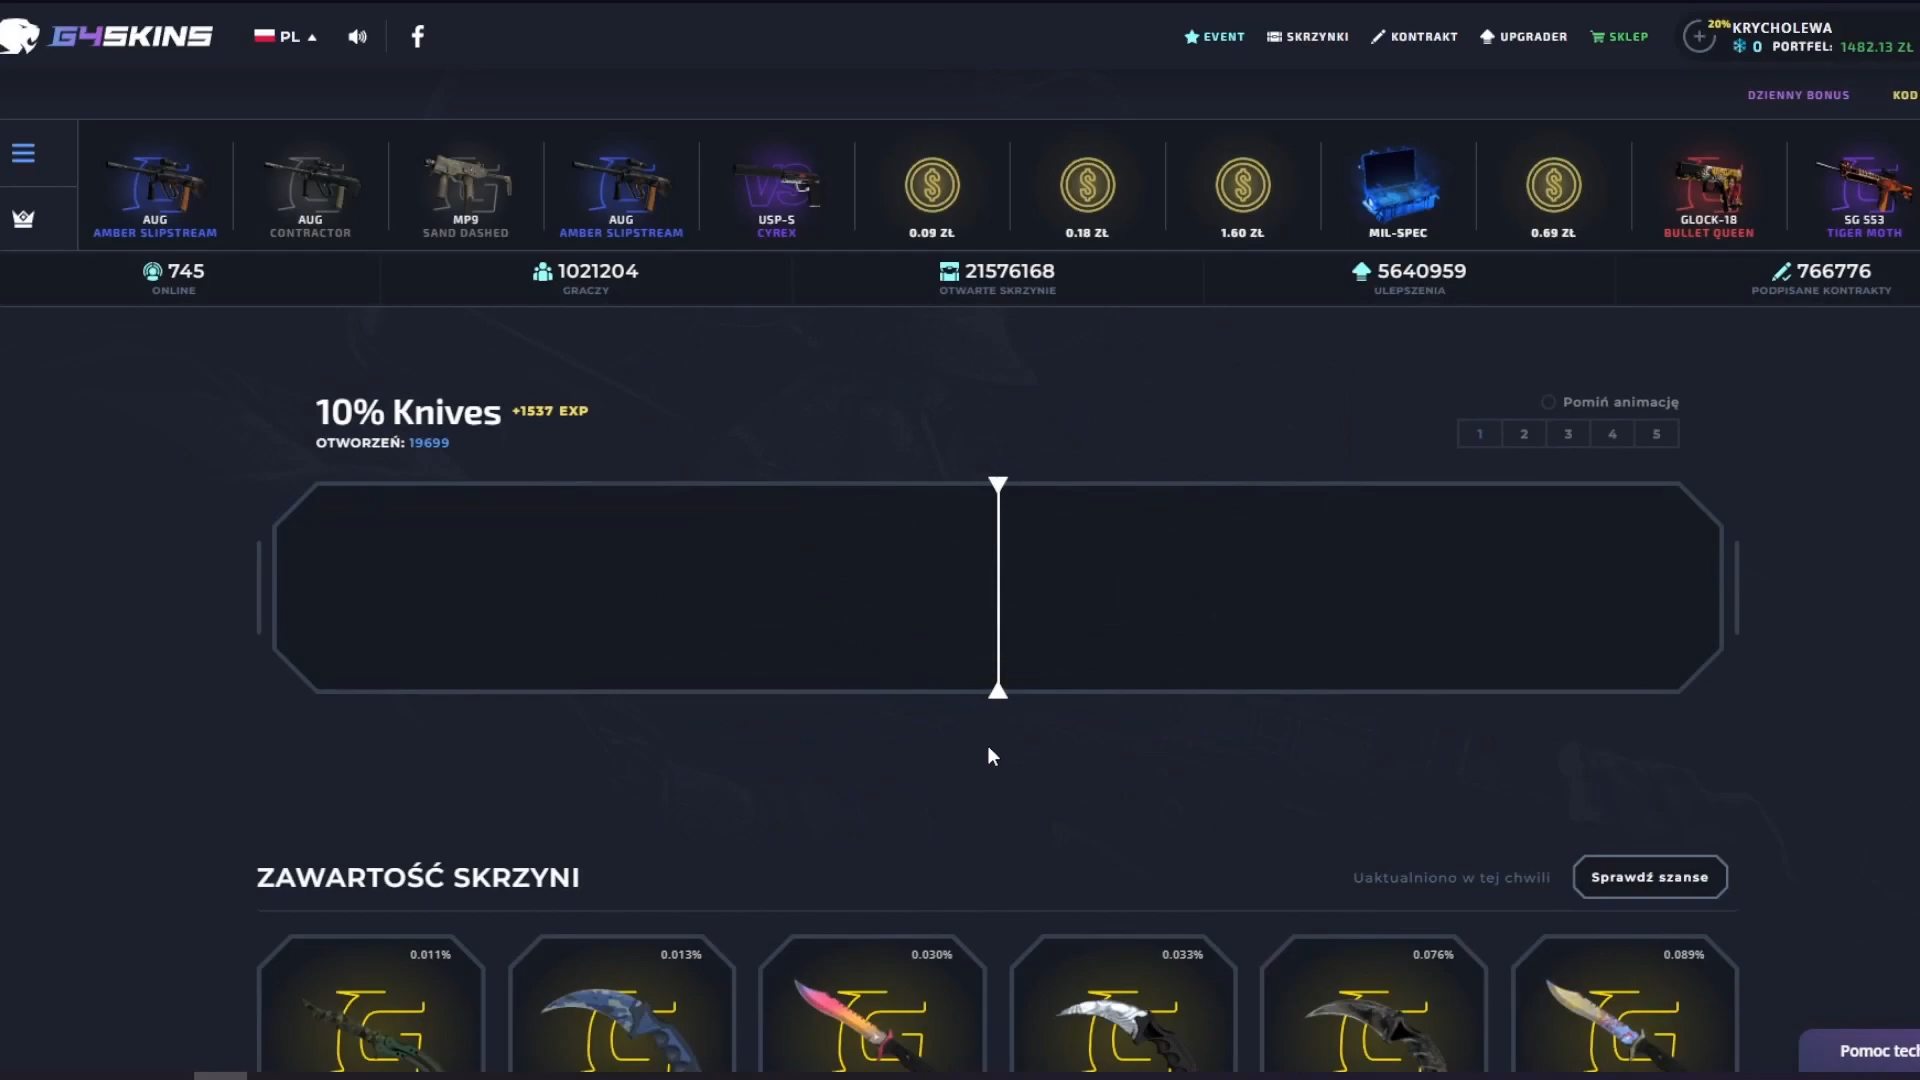 G4SKINS
PL
EVENT
SKRZYNKI
KONTRAKT
UPGRADER
SKLEP
20%
KRYCHOLEWA
0 PORTFEL: 1482.13 ZŁ
DZIENNY BONUS
KOD
AUG
AMBER SLIPSTREAM
AUG
CONTRACTOR
MP9
SAND DASHED
AUG
AMBER SLIPSTREAM
USP-S
CYREX
0.09 ZŁ
0.18 ZŁ
1.60 ZŁ
MIL-SPEC
0.69 ZŁ
GLOCK-18
BULLET QUEEN
SG 553
TIGER MOTH
745
ONLINE
1021204
GRACZY
21576168
OTWARTE SKRZYNIE
5640959
ULEPSZENIA
766776
PODPISANE KONTRAKTY
10% Knives +1537 EXP
OTWORZEŃ: 19699
Pomiń animację
1 2 3 4 5
ZAWARTOŚĆ SKRZYNI
Uaktualniono w tej chwili
Sprawdź szanse
0.011%
0.013%
0.030%
0.033%
0.076%
0.089%
Pomoc tech